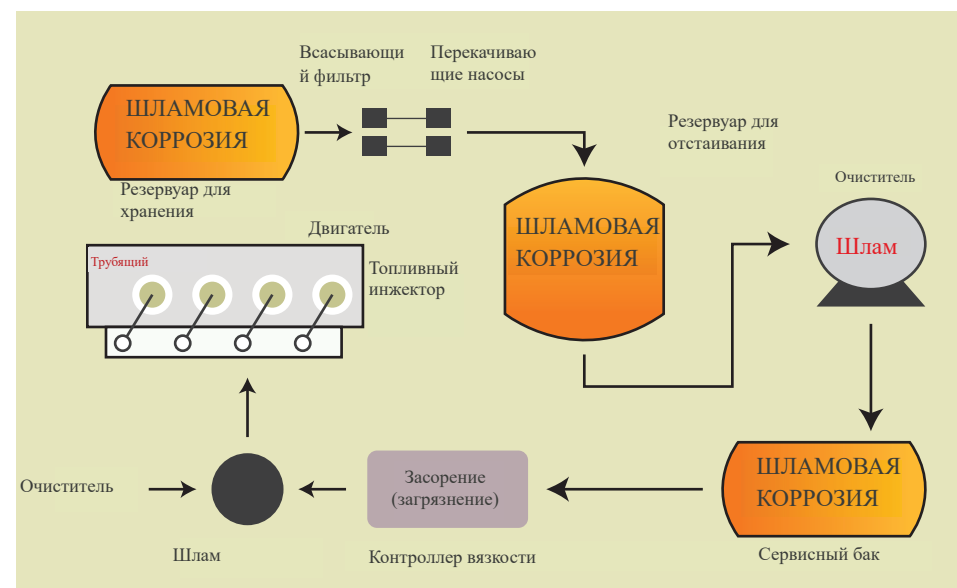 Всасывающи
й фильтр
Перекачиваю
щие насосы
ШЛАМОВАЯ
КОРРОЗИЯ
Резервуар для
хранения
Резервуар для
отстаивания
Очиститель
Шлам
ШЛАМОВАЯ
КОРРОЗИЯ
Двигатель
Трубящий
Топливный
инжектор
ШЛАМОВАЯ
КОРРОЗИЯ
Сервисный бак
Засорение
(загрязнение)
Контроллер вязкости
Очиститель
Шлам